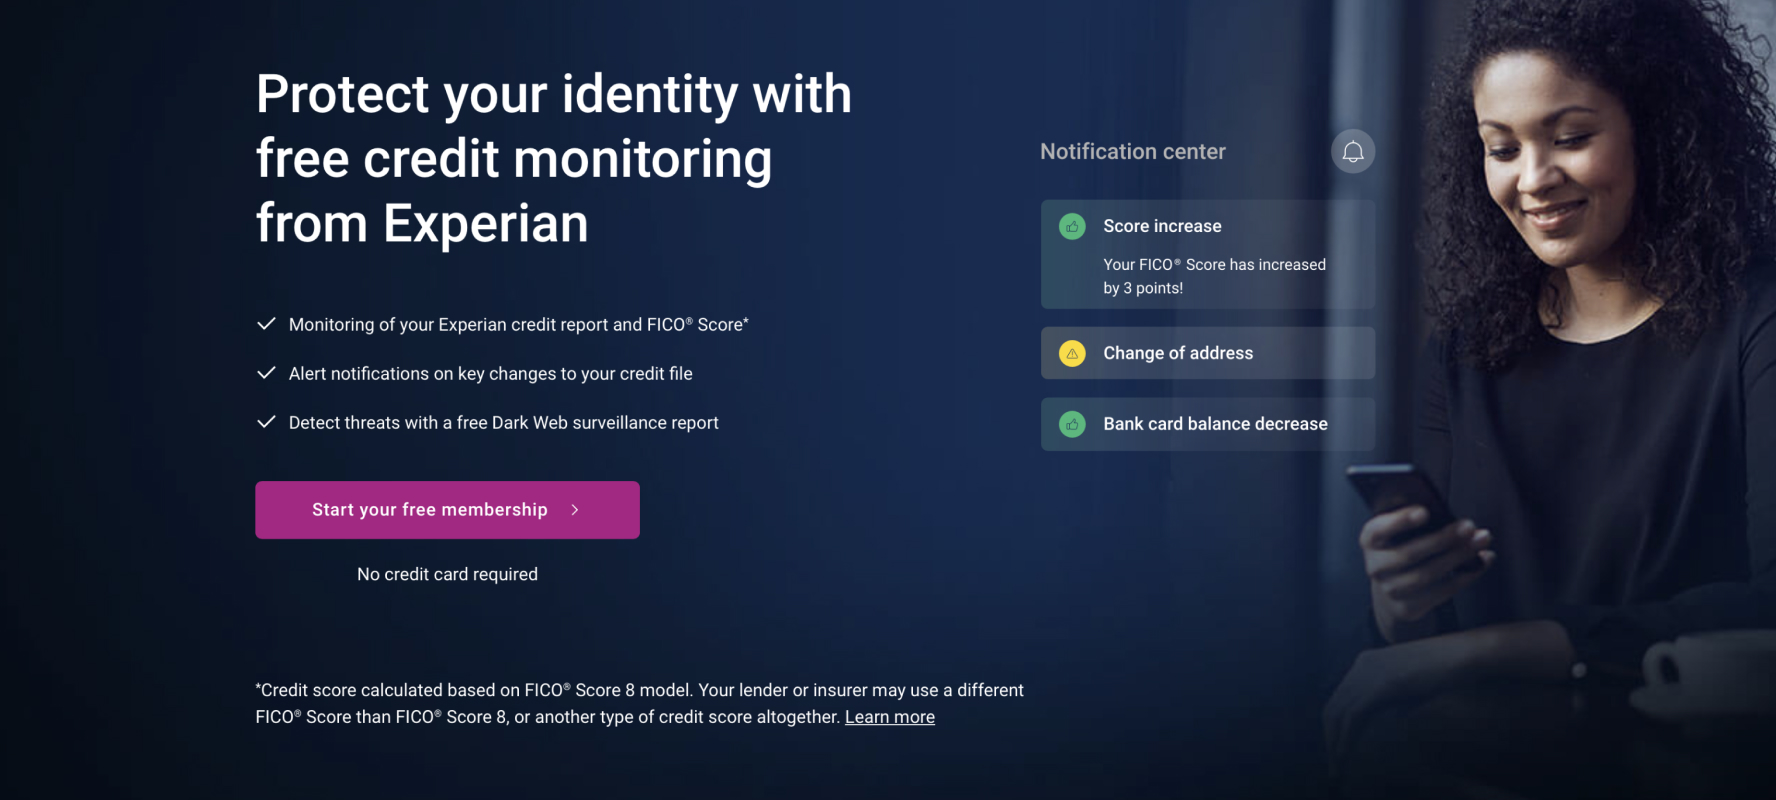 Protect your identity with
free credit monitoring
from Experian
Monitoring of your Experian credit report and FICO® Score*
Alert notifications on key changes to your credit file
Detect threats with a free Dark Web surveillance report
Start your free membership
No credit card required
*Credit score calculated based on FICO® Score 8 model. Your lender or insurer may use a different
FICO® Score than FICO® Score 8, or another type of credit score altogether. Learn more
Notification center
Score increase
Your FICO® Score has increased
by 3 points!
Change of address
Bank card balance decrease